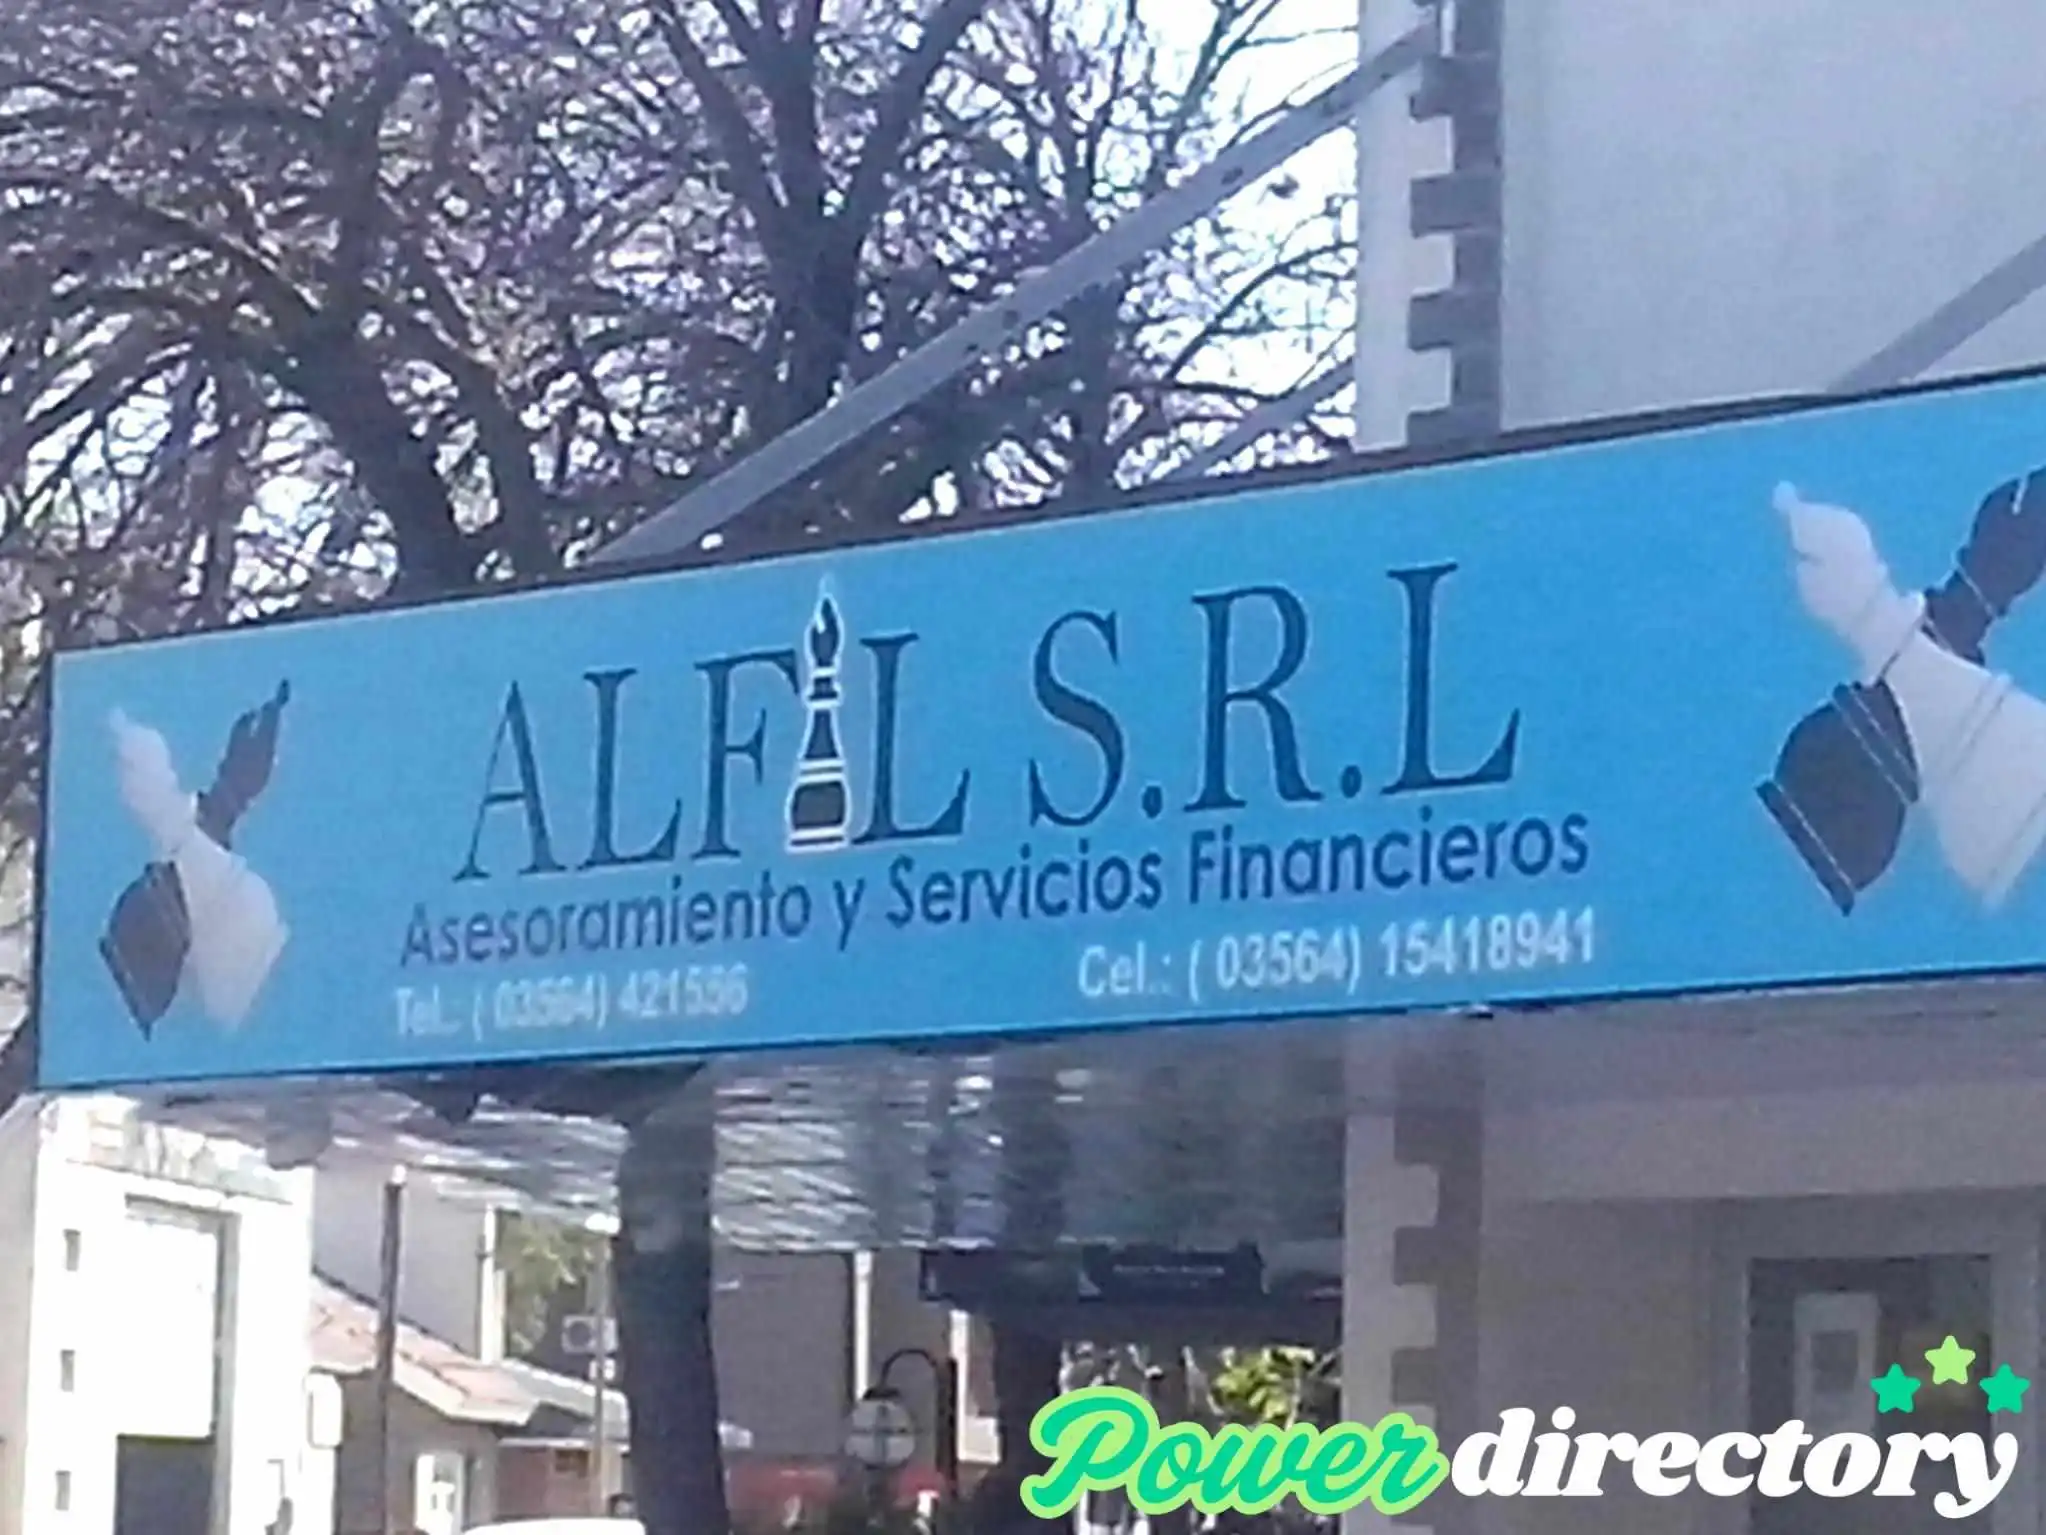 ALFIL S.R.L
Asesoramiento y Servicios Financieros
Tel.: ( 03564) 421556 Cel.: ( 03564) 15418941
Power directory